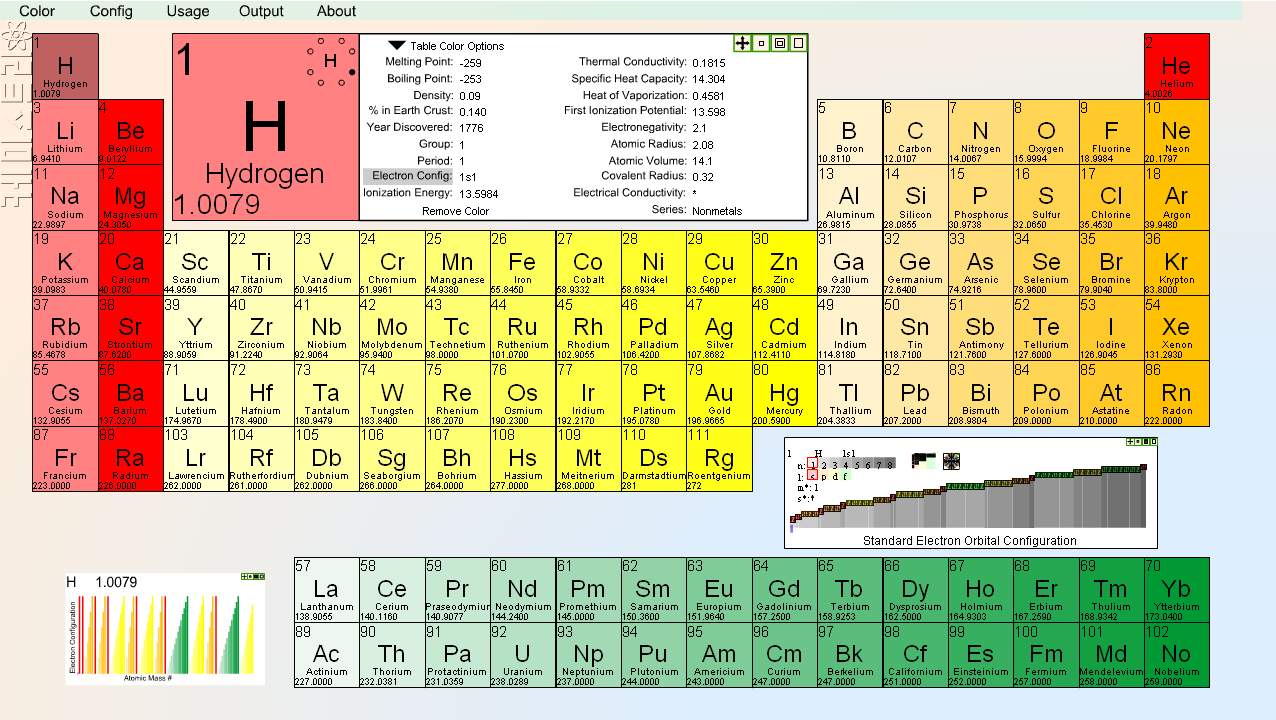 Color Config Usage Output About
1 H Hydrogen 1.0079
1 H Hydrogen 1.0079
H
Table Color Options
Melting Point: -259
Boiling Point: -253
Density: 0.09
% in Earth Crust: 0.140
Year Discovered: 1776
Group: 1
Period: 1
Electron Config: 1s1
Ionization Energy: 13.5984
Remove Color
Thermal Conductivity: 0.1815
Specific Heat Capacity: 14.304
Heat of Vaporization: 0.4581
First Ionization Potential: 13.598
Electronegativity: 2.1
Atomic Radius: 2.08
Atomic Volume: 14.1
Covalent Radius: 0.32
Electrical Conductivity: *
Series: Nonmetals
2 He Helium 4.0026
3 Li Lithium 6.9410
4 Be Beryllium 9.0122
5 B Boron 10.8110
6 C Carbon 12.0107
7 N Nitrogen 14.0067
8 O Oxygen 15.9994
9 F Fluorine 18.9984
10 Ne Neon 20.1797
11 Na Sodium 22.9897
12 Mg Magnesium 24.3050
13 Al Aluminum 26.9815
14 Si Silicon 28.0855
15 P Phosphorus 30.9738
16 S Sulfur 32.0650
17 Cl Chlorine 35.4530
18 Ar Argon 39.9480
19 K Potassium 39.0983
20 Ca Calcium 40.0780
21 Sc Scandium 44.9559
22 Ti Titanium 47.8670
23 V Vanadium 50.9415
24 Cr Chromium 51.9961
25 Mn Manganese 54.9380
26 Fe Iron 55.8450
27 Co Cobalt 58.9332
28 Ni Nickel 58.6934
29 Cu Copper 63.5460
30 Zn Zinc 65.3900
31 Ga Gallium 69.7230
32 Ge Germanium 72.6400
33 As Arsenic 74.9216
34 Se Selenium 78.9600
35 Br Bromine 79.9040
36 Kr Krypton 83.8000
37 Rb Rubidium 85.4678
38 Sr Strontium 87.6200
39 Y Yttrium 88.9059
40 Zr Zirconium 91.2240
41 Nb Niobium 92.9064
42 Mo Molybdenum 95.9400
43 Tc Technetium 98.0000
44 Ru Ruthenium 101.0700
45 Rh Rhodium 102.9055
46 Pd Palladium 106.4200
47 Ag Silver 107.8682
48 Cd Cadmium 112.4110
49 In Indium 114.8180
50 Sn Tin 118.7100
51 Sb Antimony 121.7600
52 Te Tellurium 127.6000
53 I Iodine 126.9045
54 Xe Xenon 131.2930
55 Cs Cesium 132.9055
56 Ba Barium 137.3270
71 Lu Lutetium 174.9670
72 Hf Hafnium 178.4900
73 Ta Tantalum 180.9479
74 W Tungsten 183.8400
75 Re Rhenium 186.2070
76 Os Osmium 190.2300
77 Ir Iridium 192.2170
78 Pt Platinum 195.0780
79 Au Gold 196.9665
80 Hg Mercury 200.5900
81 Tl Thallium 204.3833
82 Pb Lead 207.2000
83 Bi Bismuth 208.9804
84 Po Polonium 209.0000
85 At Astatine 210.0000
86 Rn Radon 222.0000
87 Fr Francium 223.0000
88 Ra Radium 226.0000
103 Lr Lawrencium 262.0000
104 Rf Rutherfordium 261.0000
105 Db Dubnium 262.0000
106 Sg Seaborgium 266.0000
107 Bh Bohrium 264.0000
108 Hs Hassium 277.0000
109 Mt Meitnerium 268.0000
110 Ds Darmstadtium 281
111 Rg Roentgenium 272
1 H 1s1
n: 1 2 3 4 5 6 7 8
l: s p d f
m*: 1
s*:
Standard Electron Orbital Configuration
H 1.0079
Electron Configuration
Atomic Mass #
57 La Lanthanum 138.9055
58 Ce Cerium 140.1160
59 Pr Praseodymium 140.9077
60 Nd Neodymium 144.2400
61 Pm Promethium 145.0000
62 Sm Samarium 150.3600
63 Eu Europium 151.9640
64 Gd Gadolinium 157.2500
65 Tb Terbium 158.9253
66 Dy Dysprosium 162.5000
67 Ho Holmium 164.9303
68 Er Erbium 167.2590
69 Tm Thulium 168.9342
70 Yb Ytterbium 173.0400
89 Ac Actinium 227.0000
90 Th Thorium 232.0381
91 Pa Protactinium 231.0359
92 U Uranium 238.0289
93 Np Neptunium 237.0000
94 Pu Plutonium 244.0000
95 Am Americium 243.0000
96 Cm Curium 247.0000
97 Bk Berkelium 247.0000
98 Cf Californium 251.0000
99 Es Einsteinium 252.0000
100 Fm Fermium 257.0000
101 Md Mendelevium 258.0000
102 No Nobelium 259.0000